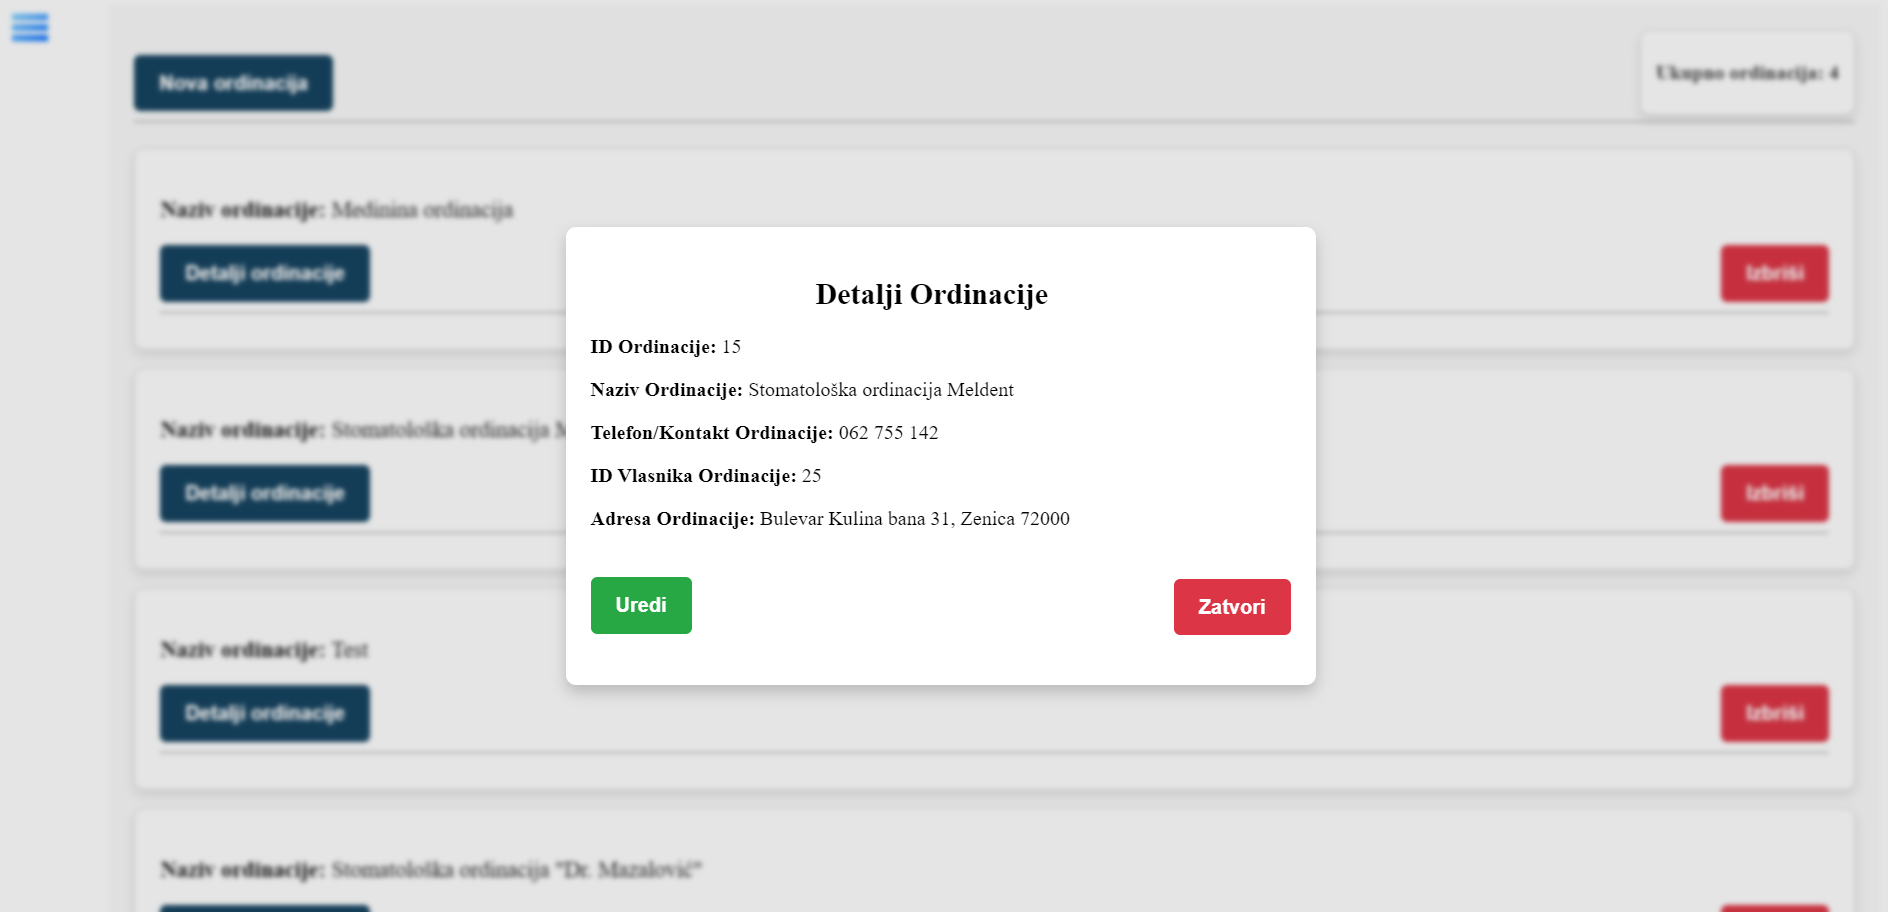 Nova ordinacija
Ukupno ordinacija: 4
Naziv ordinacije: Medinina ordinacija
Detalji ordinacije
Izbriši
Naziv ordinacije: Stomatološka ordinacija
Detalji ordinacije
Izbriši
Naziv ordinacije: Test
Detalji ordinacije
Izbriši
Naziv ordinacije: Stomatološka ordinacija "Dr. Mazalović"
Detalji Ordinacije
ID Ordinacije: 15
Naziv Ordinacije: Stomatološka ordinacija Meldent
Telefon/Kontakt Ordinacije: 062 755 142
ID Vlasnika Ordinacije: 25
Adresa Ordinacije: Bulevar Kulina bana 31, Zenica 72000
Uredi
Zatvori